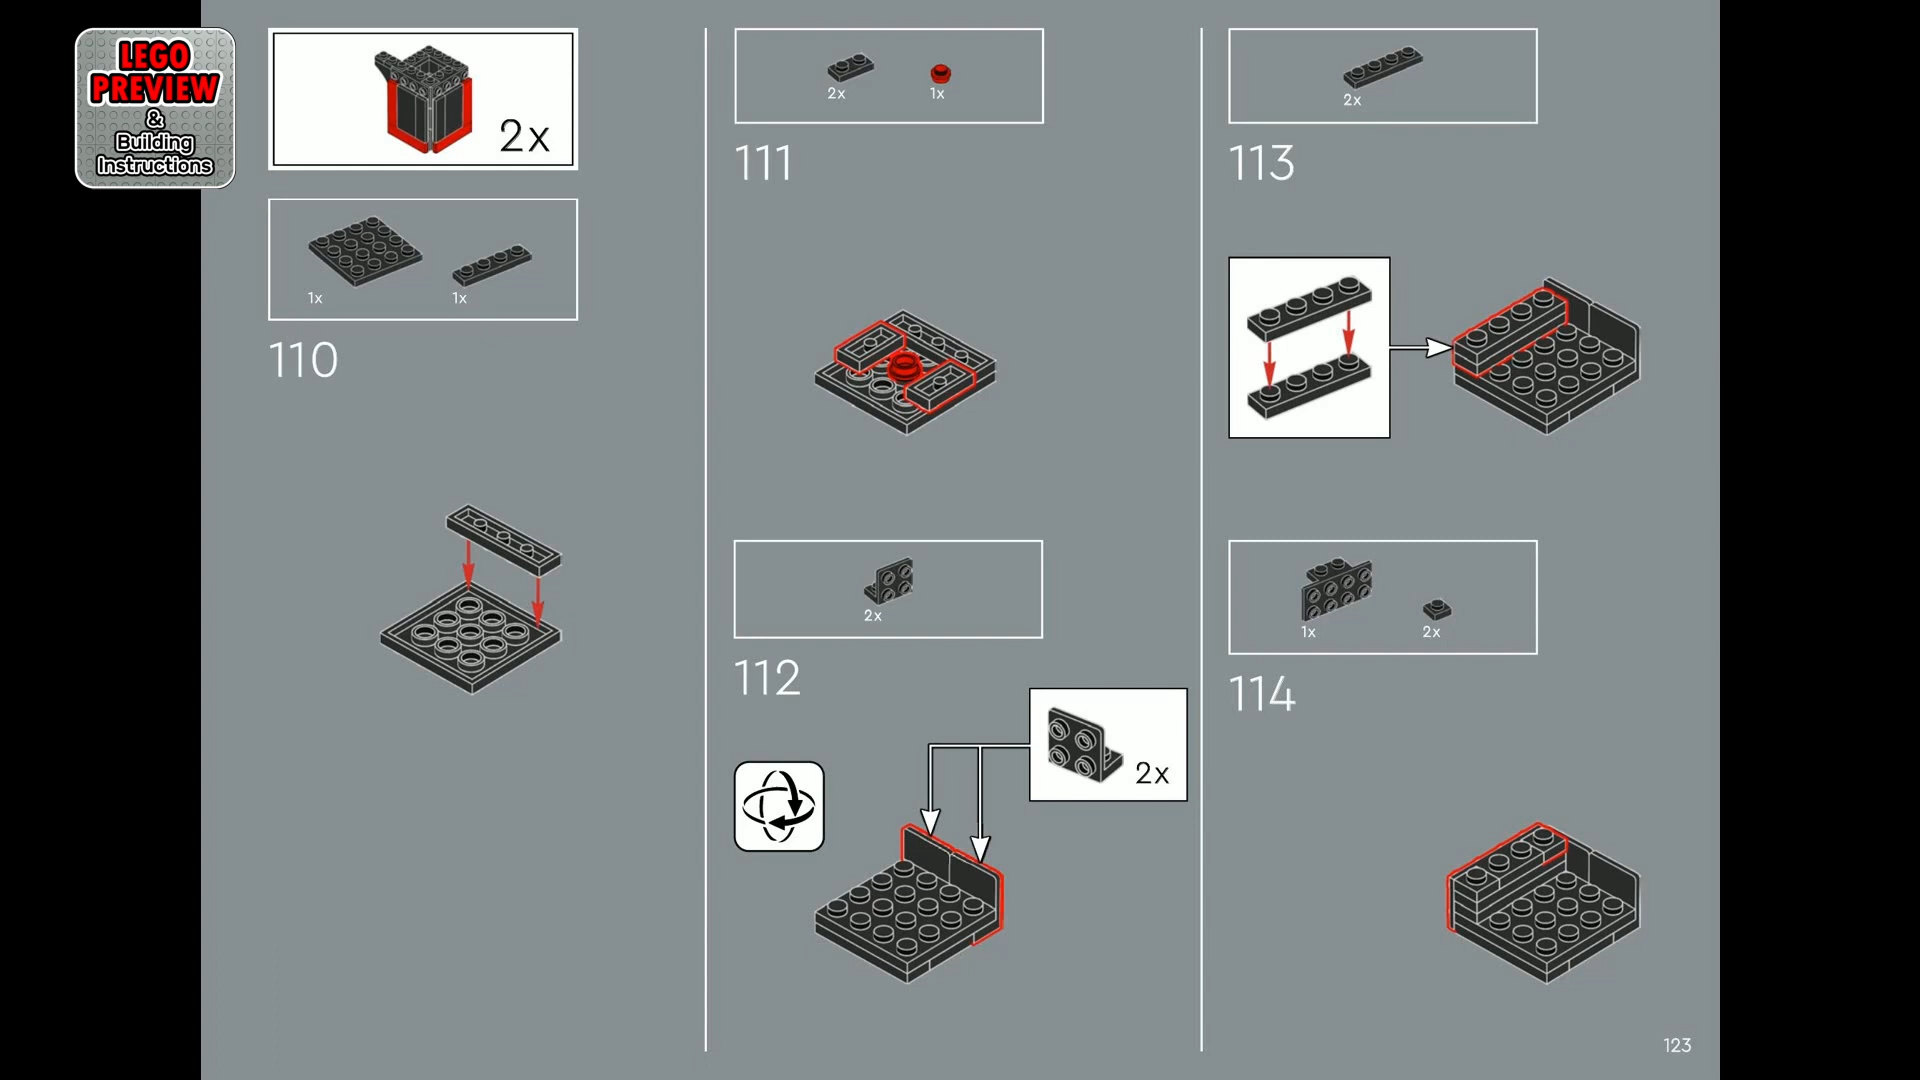 LEGO
PREVIEW
&
Building
Instructions
2x
1x
1x
110
2x
1x
111
2x
112
2x
2x
113
1x
2x
114
123